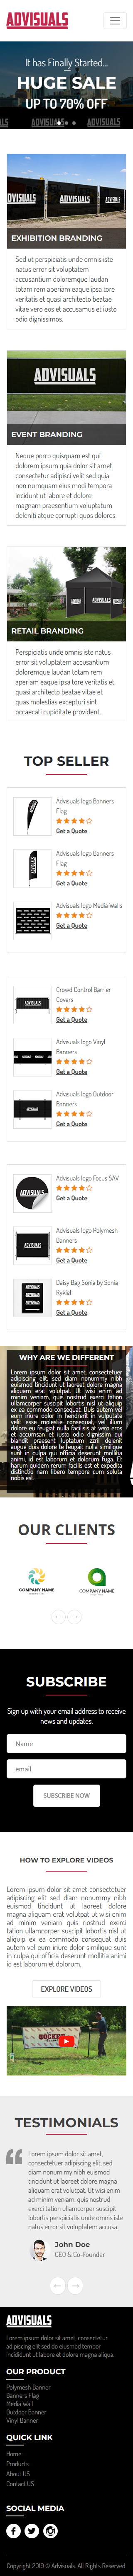 ADVISUALS
It has Finally Started...
HUGE SALE
UP TO 70% OFF
ADVISUALS
ADVISUALS
EXHIBITION BRANDING
Sed ut perspiciatis unde omnis iste
natus error sit voluptatem
accusantium doloremque laudan
totam rem aperiam eaque ipsa tore
veritatis et quasi architecto beatae
vitae vero eos et accusamus et iusto
odio dignissimos.
ADVISUALS
EVENT BRANDING
Neque porro quisquam est qui
dolorem ipsum quia dolor sit amet
consectetur adipisci velit sed quia
non numquam eius modi tempora
incidunt ut labore et dolore
magnam praesentium voluptatum
deleniti atque corrupti quos dolores.
RETAIL BRANDING
Perspiciatis unde omnis iste natus
error sit voluptatem accusantium
doloremque laudan totam rem
aperiam eaque ipsa tore veritatis et
quasi architecto beatae vitae et
quas molestias excepturi sint
occaecati cupiditate provident.
TOP SELLER
Advisuals logo Banners
Flag
Get a Quote
Advisuals logo Banners
Flag
Get a Quote
Advisuals logo Media Walls
Get a Quote
Crowd Control Barrier
Covers
Get a Quote
Advisuals logo Vinyl
Banners
Get a Quote
Advisuals logo Outdoor
Banners
Get a Quote
ADVISUALS
Advisuals logo Focus SAV
Get a Quote
Advisuals logo Polymesh
Banners
Get a Quote
Daisy Bag Sonia by Sonia
Rykiel
Get a Quote
WHY ARE WE DIFFERENT
Lorem ipsum dolor sit amet,
consectetuer adipiscing elit, sed diam
nonummy nibh euismod tincidunt ut
laoreet dolore magna
aliquam erat volutpat. Ut wisi enim ad
minim veniam, quis nostrud exerci tation
ullamcorper suscipit lobortis nisl ut aliquip
ex ea commodo consequat. Duis autem vel
eum iriure dolor in hendrerit in vulputate
velit esse molestie consequat, vel illum
dolore eu feugiat nulla facilisis at vero eros
et accumsan et iusto odio dignissim qui
blandit praesent luptatum zzril delenit
augue duis dolore te feugait nulla similique
sunt in culpa qui officia deserunt mollitia
animi, id est laborum et dolorum fuga. Et
harum quidem rerum facilis est et expedita
distinctio nam libero tempore cum soluta
nobis est.
OUR CLIENTS
COMPANY NAME
COMPANY NAME
SUBSCRIBE
Sign up with your email address to receive
news and updates.
Name
email
SUBSCRIBE NOW
HOW TO EXPLORE VIDEOS
Lorem ipsum dolor sit amet consectetuer
adipiscing elit sed diam nonummy nibh
euismod tincidunt ut laoreet dolore
magna aliquam erat volutpat wisi enim
ad minim veniam quis nostrud exerci
tation ullamcorper suscipit lobortis nisl ut
aliquip ex ea commodo consequat duis
autem vel eum iriure dolor similique sunt
in culpa qui officia deserunt mollitia animi
id est laborum et dolorum.
EXPLORE VIDEOS
TESTIMONIALS
Lorem ipsum dolor sit amet,
consectetuer adipiscing elit, sed
diam nonum my nibh euismod
tincidunt ut laoreet dolore magna
aliquam erat volutpat. Ut wisi enim
ad minim veniam, quis nostrud
exerci tation ullamcorper suscipit
lobortis nisl ut perspiciatis unde omnis iste
natus error sit voluptatem accusa..
John Doe
CEO & Co-Founder
ADVISUALS
Lorem ipsum dolor sit amet, consectetur
adipisicing elit sed do eiusmod tempor
incididunt ut labore et dolore magna aliqua.
OUR PRODUCT
Polymesh Banner
Banners Flag
Media Wall
Outdoor Banner
Vinyl Banner
QUICK LINK
Home
Products
About US
Contact US
SOCIAL MEDIA
Copyright 2019 © Advisuals. All Rights Reserved.